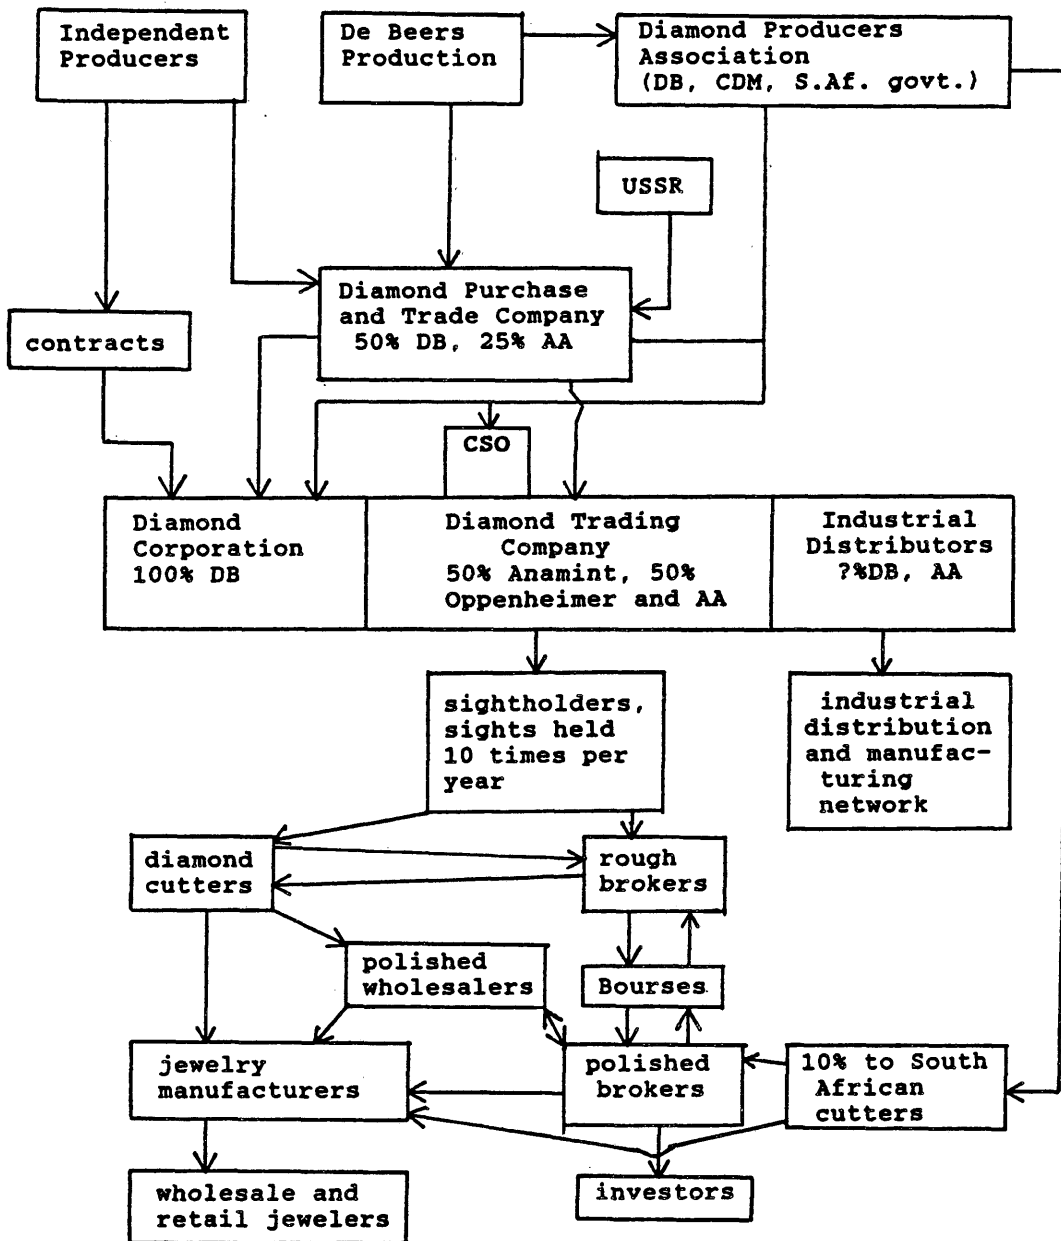 Independent
Producers
De Beers
Production
Diamond Producers
Association
(DB, CDM, S.Af. govt.)
USSR
Diamond Purchase
and Trade Company
50% DB, 25% AA
contracts
CSO
Diamond
Corporation
100% DB
Diamond Trading
Company
50% Anamint, 50%
Oppenheimer and AA
Industrial
Distributors
?%DB, AA
sightholders,
sights held
10 times per
year
industrial
distribution
and manufac-
turing
network
diamond
cutters
rough
brokers
polished
wholesalers
Bourses
jewelry
manufacturers
polished
brokers
10% to South
African
cutters
wholesale and
retail jewelers
investors